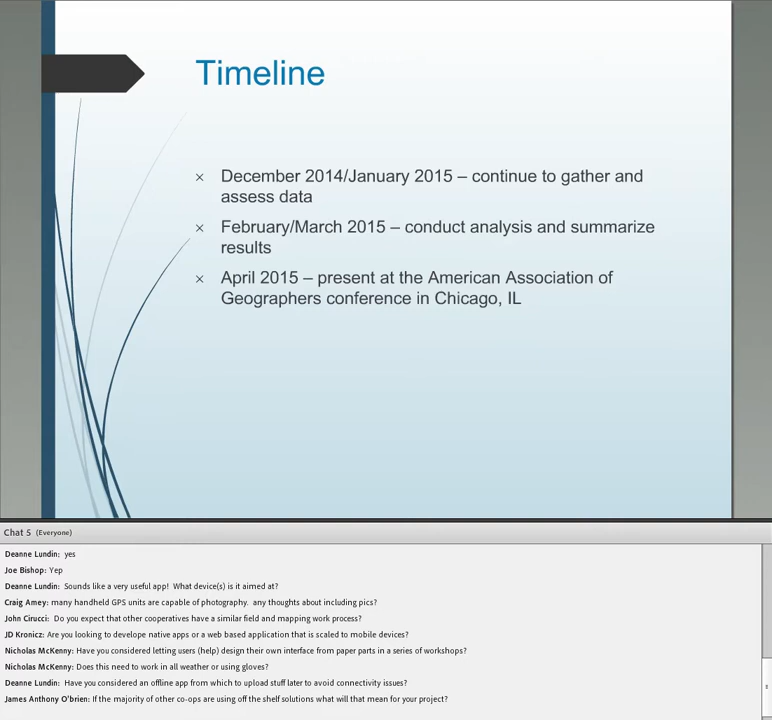 Timeline
× December 2014/January 2015 – continue to gather and
assess data
× February/March 2015 – conduct analysis and summarize
results
× April 2015 – present at the American Association of
Geographers conference in Chicago, IL
Chat 5 (Everyone)
Deanne Lundin: yes
Joe Bishop: Yep
Deanne Lundin: Sounds like a very useful app! What device(s) is it aimed at?
Craig Amey: many handheld GPS units are capable of photography. any thoughts about including pics?
John Cirucci: Do you expect that other cooperatives have a similar field and mapping work process?
JD Kronicz: Are you looking to develope native apps or a web based application that is scaled to mobile devices?
Nicholas McKenny: Have you considered letting users (help) design their own interface from paper parts in a series of workshops?
Nicholas McKenny: Does this need to work in all weather or using gloves?
Deanne Lundin: Have you considered an offline app from which to upload stuff later to avoid connectivity issues?
James Anthony O'brien: If the majority of other co-ops are using off the shelf solutions what will that mean for your project?